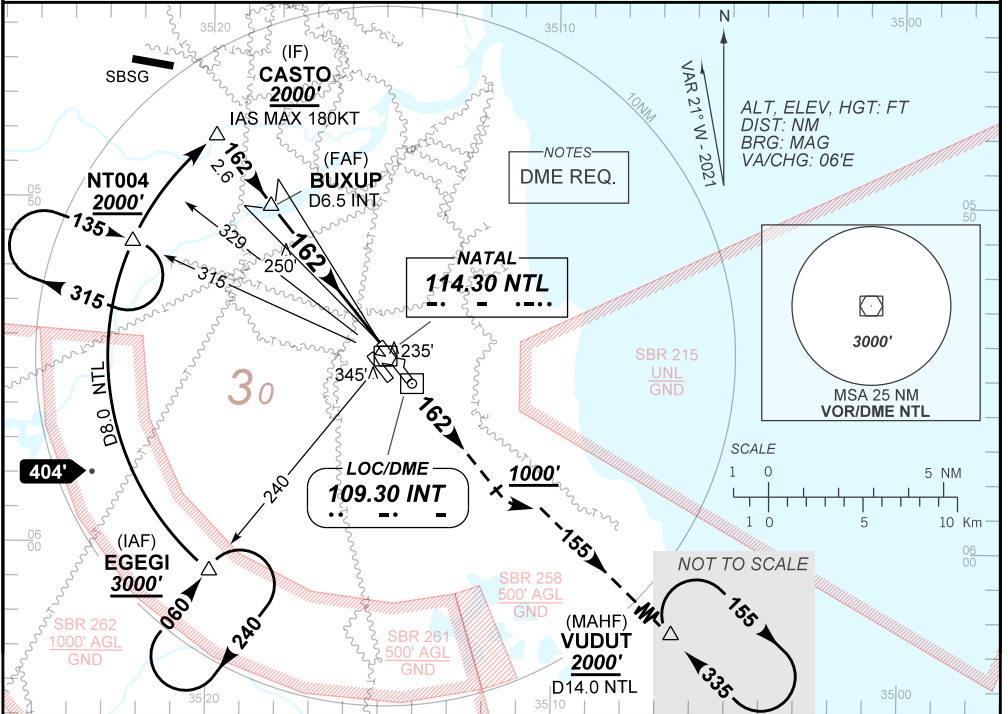 35 20
35 10
35 00
N
SBSG
(IF)
CASTO
2000'
IAS MAX 180KT
10NM
VAR 21° W - 2021
ALT, ELEV, HGT: FT
DIST: NM
BRG: MAG
VA/CHG: 06'E
162
2.6
(FAF)
BUXUP
D6.5 INT
NOTES
DME REQ.
NT004
2000'
05
50
05
50
135
315
329
315
250'
162
NATAL
114.30 NTL
-· - ·-··
235'
345'
3000'
MSA 25 NM
VOR/DME NTL
SBR 215
UNL
GND
30
D8.0 NTL
162
SCALE
1 0 5 NM
1 0 5 10 Km
404'
LOC/DME
109.30 INT
·· -· -
240
1000'
155
06
00
06
00
(IAF)
EGEGI
3000'
060
240
NOT TO SCALE
SBR 258
500' AGL
GND
SBR 262
1000' AGL
GND
SBR 261
500' AGL
GND
(MAHF)
VUDUT
2000'
D14.0 NTL
155
335
35 20
35 10
35 00